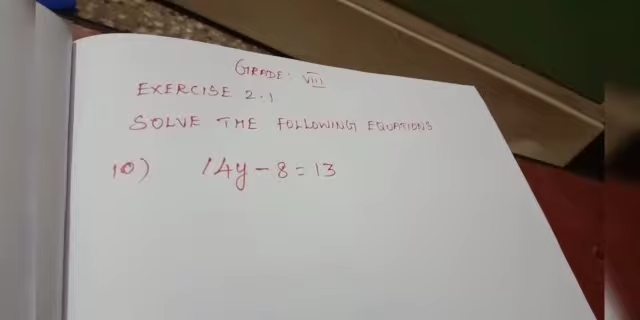 GRADE: VIII
EXERCISE 2.1
SOLVE THE FOLLOWING EQUATIONS
10) 14y - 8 = 13